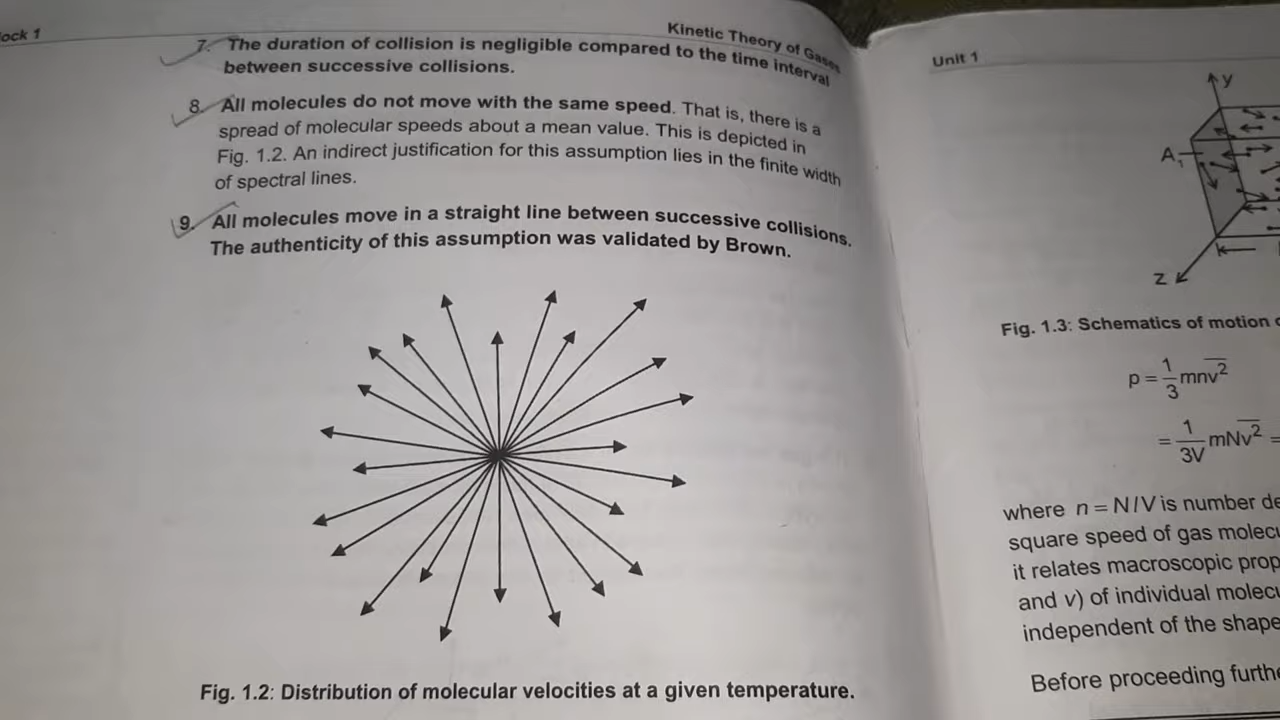 ock 1
Kinetic Theory of Gases
7. The duration of collision is negligible compared to the time interval
between successive collisions.
8. All molecules do not move with the same speed. That is, there is a
spread of molecular speeds about a mean value. This is depicted in
Fig. 1.2. An indirect justification for this assumption lies in the finite width
of spectral lines.
9. All molecules move in a straight line between successive collisions.
The authenticity of this assumption was validated by Brown.
Fig. 1.2: Distribution of molecular velocities at a given temperature.
Unit 1
y
A₁
z
Fig. 1.3: Schematics of motion
p = 1/3 mnv̅²
= 1/3V mNv̅² =
where n = N/V is number de
square speed of gas molecu
it relates macroscopic prop
and v) of individual molecu
independent of the shape
Before proceeding furthe